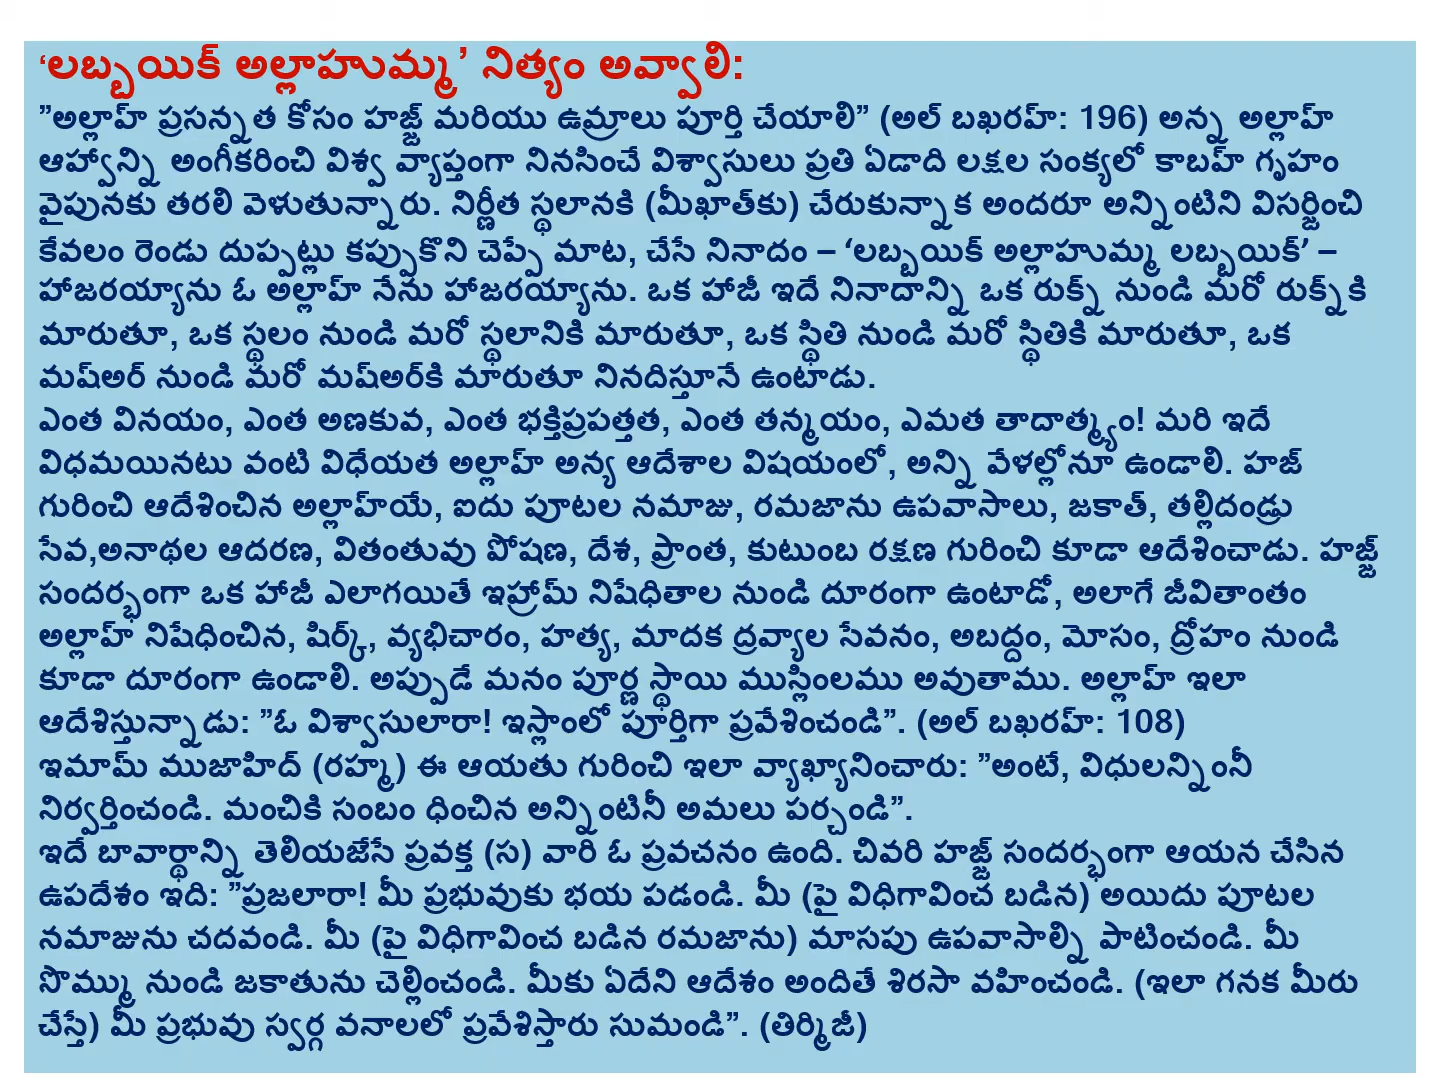 ‘లబ్బయిక్ అల్లాహుమ్మ’ నిత్యం అవ్వాలి:
”అల్లాహ్ ప్రసన్నత కోసం హజ్జ్ మరియు ఉమ్రాలు పూర్తి చేయాలి” (అల్ బఖరహ్: 196) అన్న అల్లాహ్
ఆహ్వాన్ని అంగీకరించి విశ్వ వ్యాప్తంగా నినసించే విశ్వాసులు ప్రతి ఏడాది లక్షల సంక్యలో కాబహ్ గృహం
వైపునకు తరలి వెళుతున్నారు. నిర్ణీత స్థలానకి (మీఖాత్‌కు) చేరుకున్నాక అందరూ అన్నింటిని విసర్జించి
కేవలం రెండు దుప్పట్లు కప్పుకొని చెప్పే మాట, చేసే నినాదం – ‘లబ్బయిక్ అల్లాహుమ్మ లబ్బయిక్’ –
హాజరయ్యాను ఓ అల్లాహ్ నేను హాజరయ్యాను. ఒక హాజీ ఇదే నినాదాన్ని ఒక రుక్న్ నుండి మరో రుక్న్‌కి
మారుతూ, ఒక స్థలం నుండి మరో స్థలానికి మారుతూ, ఒక స్థితి నుండి మరో స్థితికి మారుతూ, ఒక
మష్‌అర్ నుండి మరో మష్‌అర్‌కి మారుతూ నినదిస్తూనే ఉంటాడు.
ఎంత వినయం, ఎంత అణకువ, ఎంత భక్తిప్రపత్తత, ఎంత తన్మయం, ఎమత తాదాత్మ్యం! మరి ఇదే
విధమయినటు వంటి విధేయత అల్లాహ్ అన్య ఆదేశాల విషయంలో, అన్ని వేళల్లోనూ ఉండాలి. హజ్
గురించి ఆదేశించిన అల్లాహ్‌యే, ఐదు పూటల నమాజు, రమజాను ఉపవాసాలు, జకాత్, తల్లిదండ్రు
సేవ,అనాథల ఆదరణ, వితంతువు పోషణ, దేశ, ప్రాంత, కుటుంబ రక్షణ గురించి కూడా ఆదేశించాడు. హజ్జ్
సందర్భంగా ఒక హాజీ ఎలాగయితే ఇహ్రామ్ నిషేధితాల నుండి దూరంగా ఉంటాడో, అలాగే జీవితాంతం
అల్లాహ్ నిషేధించిన, షిర్క్, వ్యభిచారం, హత్య, మాదక ద్రవ్యాల సేవనం, అబద్దం, మోసం, ద్రోహం నుండి
కూడా దూరంగా ఉండాలి. అప్పుడే మనం పూర్ణ స్థాయి ముస్లింలము అవుతాము. అల్లాహ్ ఇలా
ఆదేశిస్తున్నాడు: ”ఓ విశ్వాసులారా! ఇస్లాంలో పూర్తిగా ప్రవేశించండి”. (అల్ బఖరహ్: 108)
ఇమామ్ ముజాహిద్ (రహ్మ) ఈ ఆయతు గురించి ఇలా వ్యాఖ్యానించారు: ”అంటే, విధులన్నింనీ
నిర్వర్తించండి. మంచికి సంబం ధించిన అన్నింటినీ అమలు పర్చండి”.
ఇదే బావార్థాన్ని తెలియజేసే ప్రవక్త (స) వారి ఓ ప్రవచనం ఉంది. చివరి హజ్జ్ సందర్భంగా ఆయన చేసిన
ఉపదేశం ఇది: ”ప్రజలారా! మీ ప్రభువుకు భయ పడండి. మీ (పై విధిగావించ బడిన) అయిదు పూటల
నమాజును చదవండి. మీ (పై విధిగావించ బడిన రమజాను) మాసపు ఉపవాసాల్ని పాటించండి. మీ
సొమ్ము నుండి జకాతును చెల్లించండి. మీకు ఏదేని ఆదేశం అందితే శిరసా వహించండి. (ఇలా గనక మీరు
చేస్తే) మీ ప్రభువు స్వర్గ వనాలలో ప్రవేశిస్తారు సుమండి”. (తిర్మిజీ)